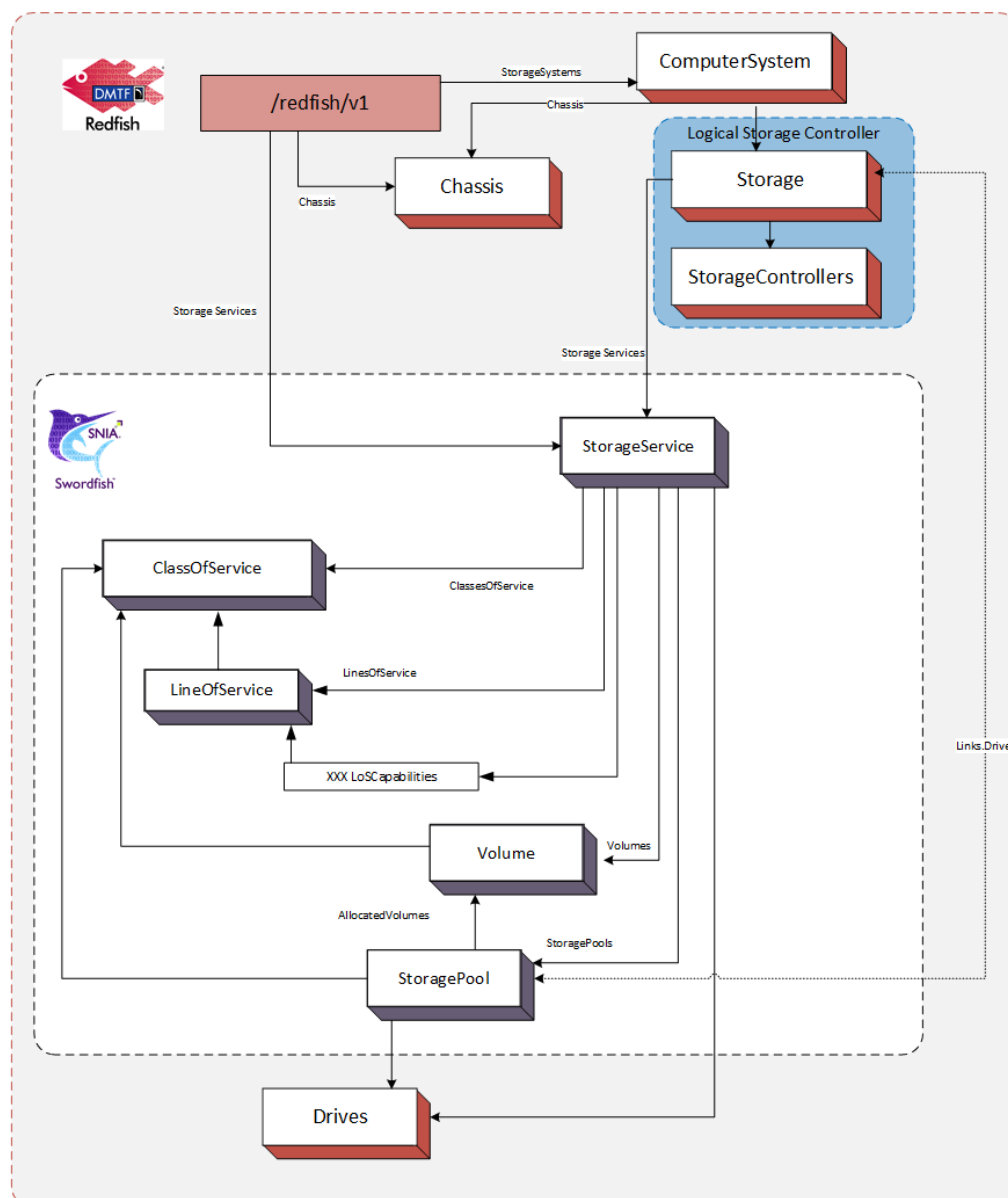 DMTF
Redfish
/redfish/v1
StorageSystems
ComputerSystem
Chassis
Logical Storage Controller
Chassis
Storage
Chassis
StorageControllers
Storage Services
Storage Services
SNIA
Swordfish™
StorageService
ClassOfService
ClassesOfService
LinesOfService
LineOfService
Links.Drive
XXX LoSCapabilities
Volume
Volumes
AllocatedVolumes
StoragePools
StoragePool
Drives